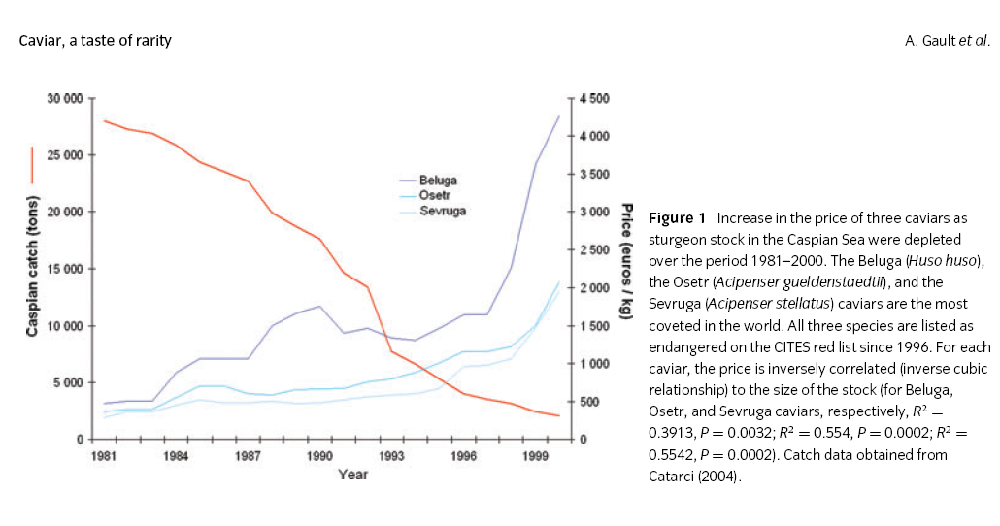 Caviar, a taste of rarity
A. Gault et al.
30 000
25 000
20 000
15 000
10 000
5 000
0
Caspian catch (tons)
4 500
4 000
3 500
3 000
2 500
2 000
1 500
1 000
500
0
Price (euros / kg)
Beluga
Osetr
Sevruga
1981 1984 1987 1990 1993 1996 1999
Year
Figure 1 Increase in the price of three caviars as
sturgeon stock in the Caspian Sea were depleted
over the period 1981–2000. The Beluga (Huso huso),
the Osetr (Acipenser gueldenstaedtii), and the
Sevruga (Acipenser stellatus) caviars are the most
coveted in the world. All three species are listed as
endangered on the CITES red list since 1996. For each
caviar, the price is inversely correlated (inverse cubic
relationship) to the size of the stock (for Beluga,
Osetr, and Sevruga caviars, respectively, R² =
0.3913, P = 0.0032; R² = 0.554, P = 0.0002; R² =
0.5542, P = 0.0002). Catch data obtained from
Catarci (2004).